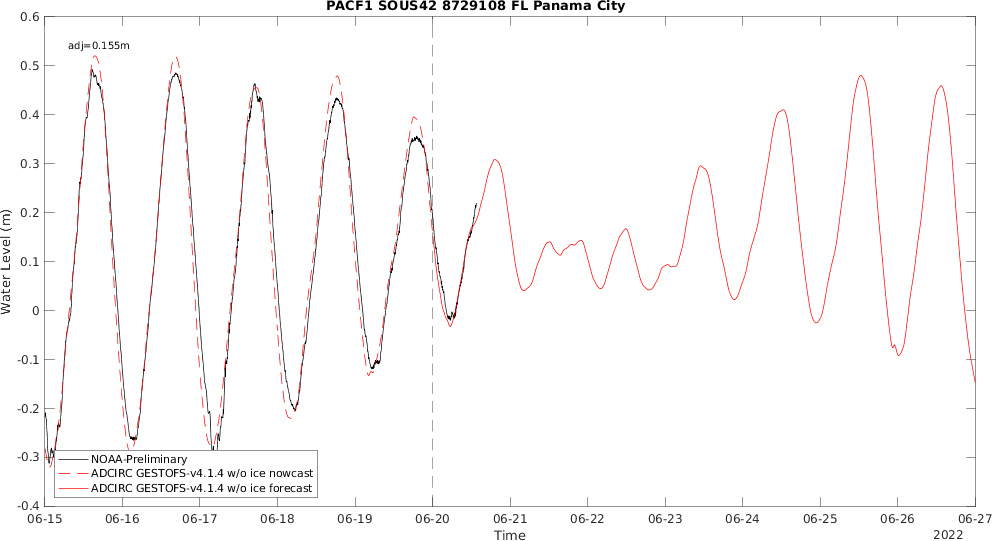 PACF1 SOUS42 8729108 FL Panama City
0.6
adj=0.155m
0.5
0.4
0.3
0.2
0.1
0
-0.1
-0.2
-0.3
-0.4
Water Level (m)
NOAA-Preliminary
ADCIRC GESTOFS-v4.1.4 w/o ice nowcast
ADCIRC GESTOFS-v4.1.4 w/o ice forecast
06-15 06-16 06-17 06-18 06-19 06-20 06-21 06-22 06-23 06-24 06-25 06-26 06-27
Time
2022